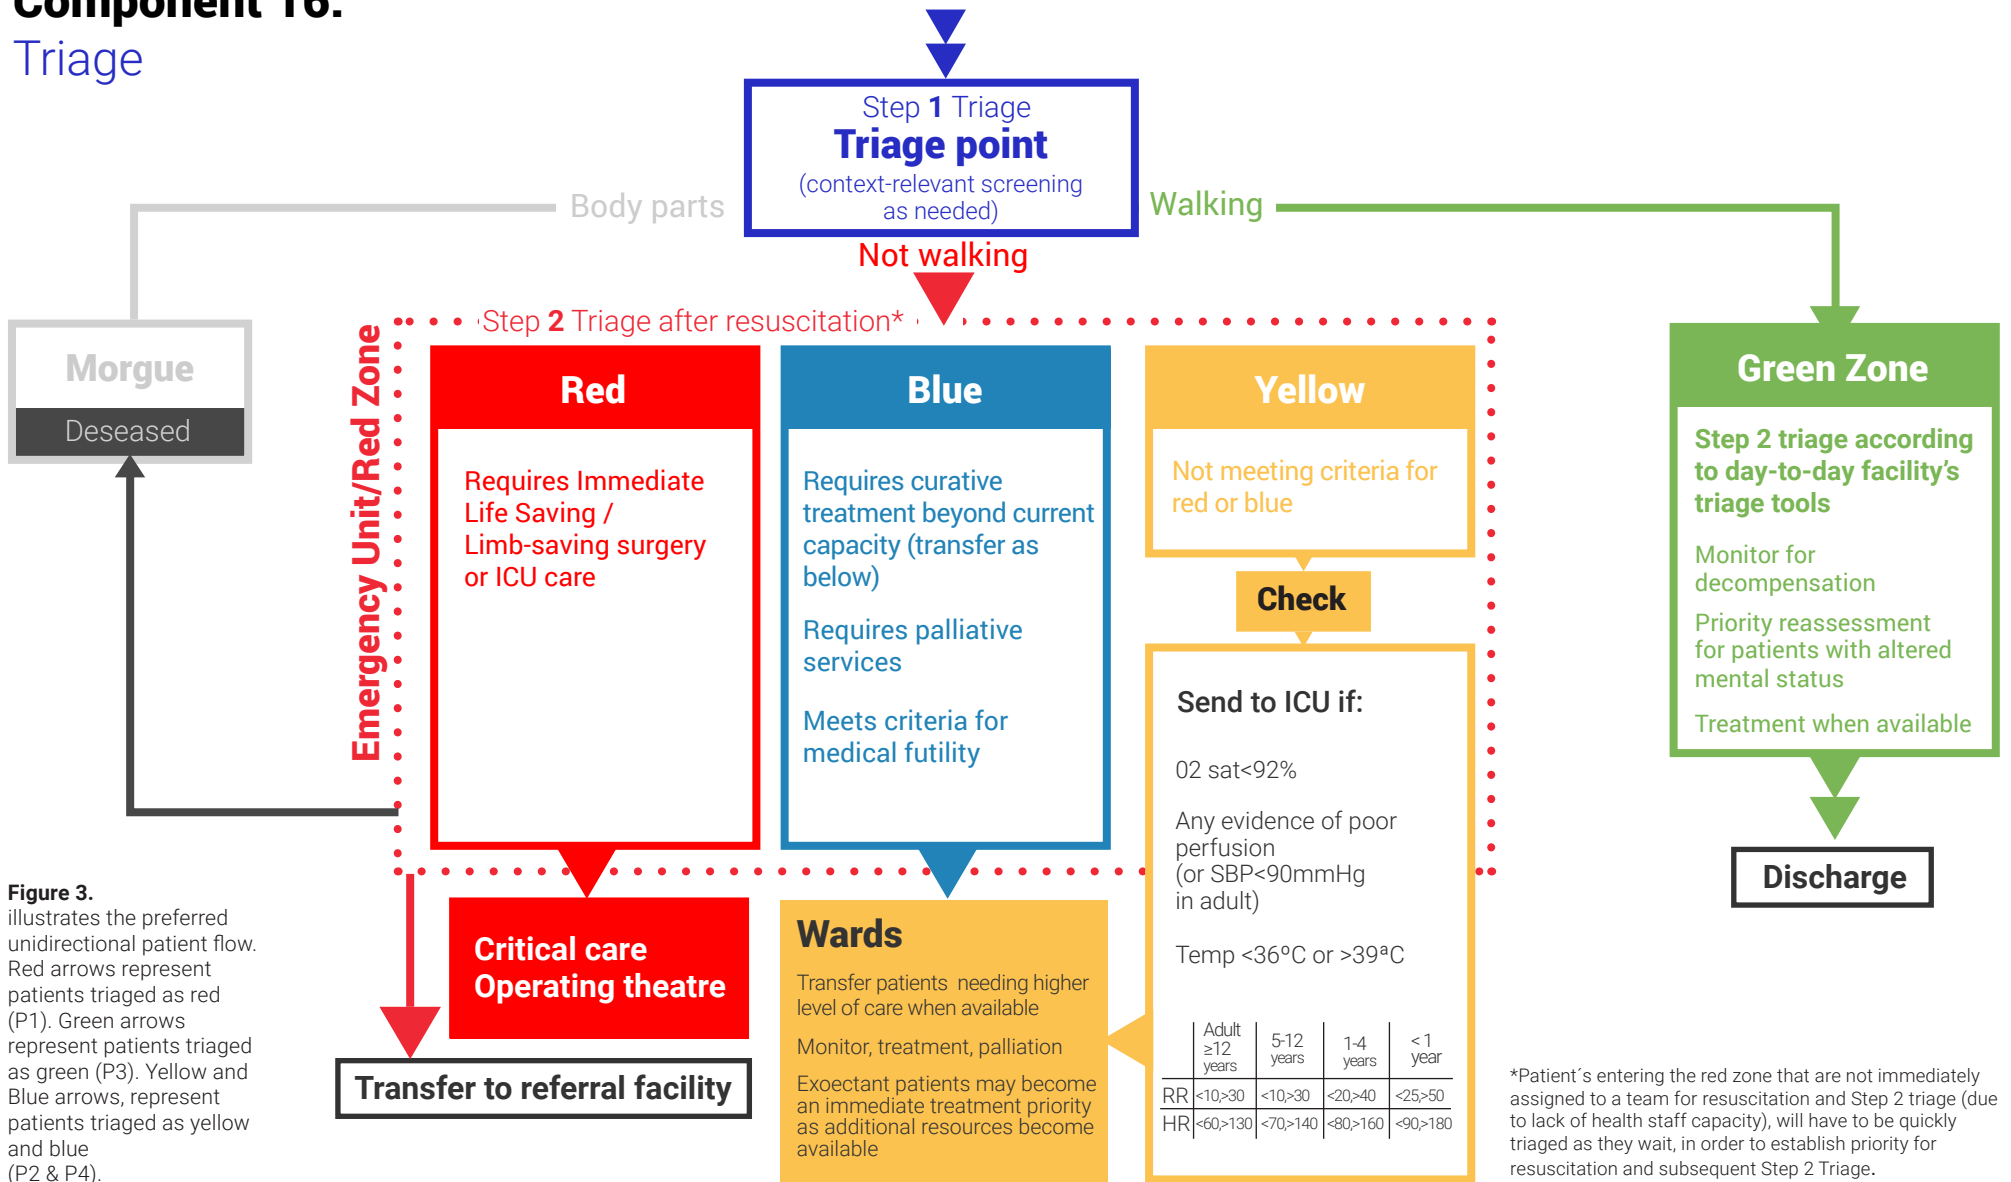 Component 16:
Triage
Step 1 Triage
Triage point
(context-relevant screening
as needed)
Body parts
Walking
Not walking
Morgue
Deseased
Emergency Unit/Red Zone
Step 2 Triage after resuscitation*
Red
Requires Immediate
Life Saving /
Limb-saving surgery
or ICU care
Blue
Requires curative
treatment beyond current
capacity (transfer as
below)
Requires palliative
services
Meets criteria for
medical futility
Yellow
Not meeting criteria for
red or blue
Check
Send to ICU if:
02 sat<92%
Any evidence of poor
perfusion
(or SBP<90mmHg
in adult)
Temp <36ºC or >39ªC
Adult
≥12
years
5-12
years
1-4
years
< 1
year
RR <10,>30 <10,>30 <20,>40 <25,>50
HR <60,>130 <70,>140 <80,>160 <90,>180
Green Zone
Step 2 triage according
to day-to-day facility’s
triage tools
Monitor for
decompensation
Priority reassessment
for patients with altered
mental status
Treatment when available
Discharge
Critical care
Operating theatre
Wards
Transfer patients needing higher
level of care when available
Monitor, treatment, palliation
Exoectant patients may become
an immediate treatment priority
as additional resources become
available
Transfer to referral facility
Figure 3.
illustrates the preferred
unidirectional patient flow.
Red arrows represent
patients triaged as red
(P1). Green arrows
represent patients triaged
as green (P3). Yellow and
Blue arrows, represent
patients triaged as yellow
and blue
(P2 & P4).
*Patient´s entering the red zone that are not immediately
assigned to a team for resuscitation and Step 2 triage (due
to lack of health staff capacity), will have to be quickly
triaged as they wait, in order to establish priority for
resuscitation and subsequent Step 2 Triage.